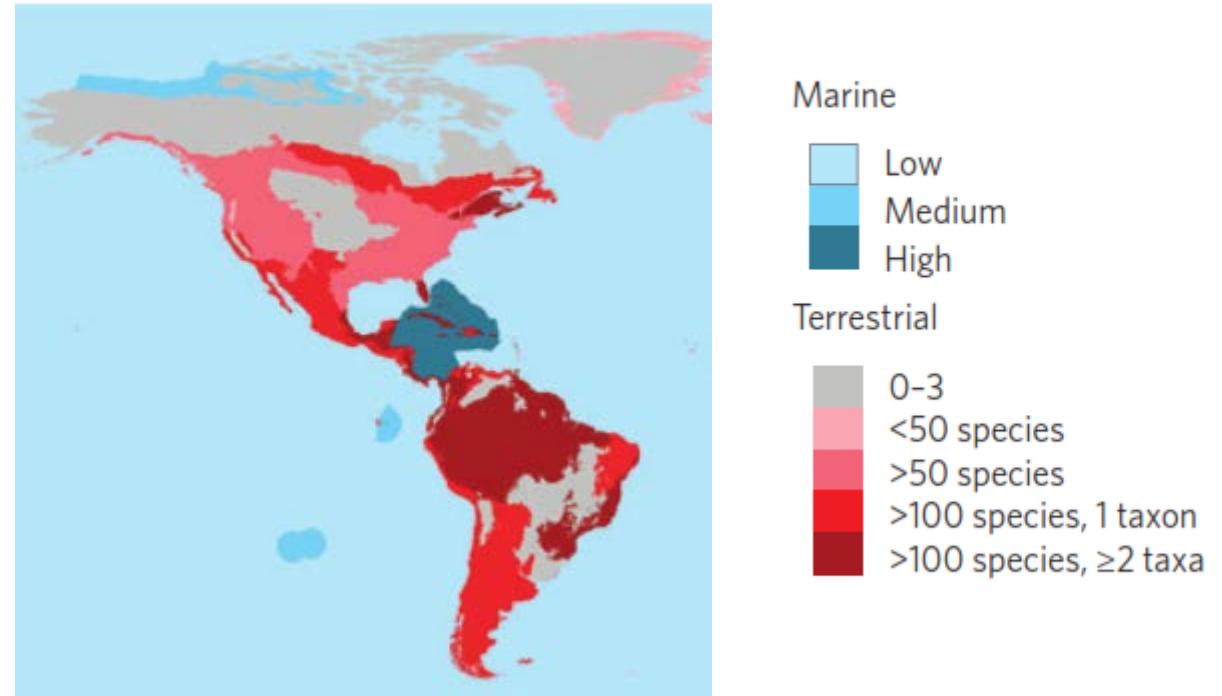 Marine
Low
Medium
High
Terrestrial
0–3
<50 species
>50 species
>100 species, 1 taxon
>100 species, ≥2 taxa